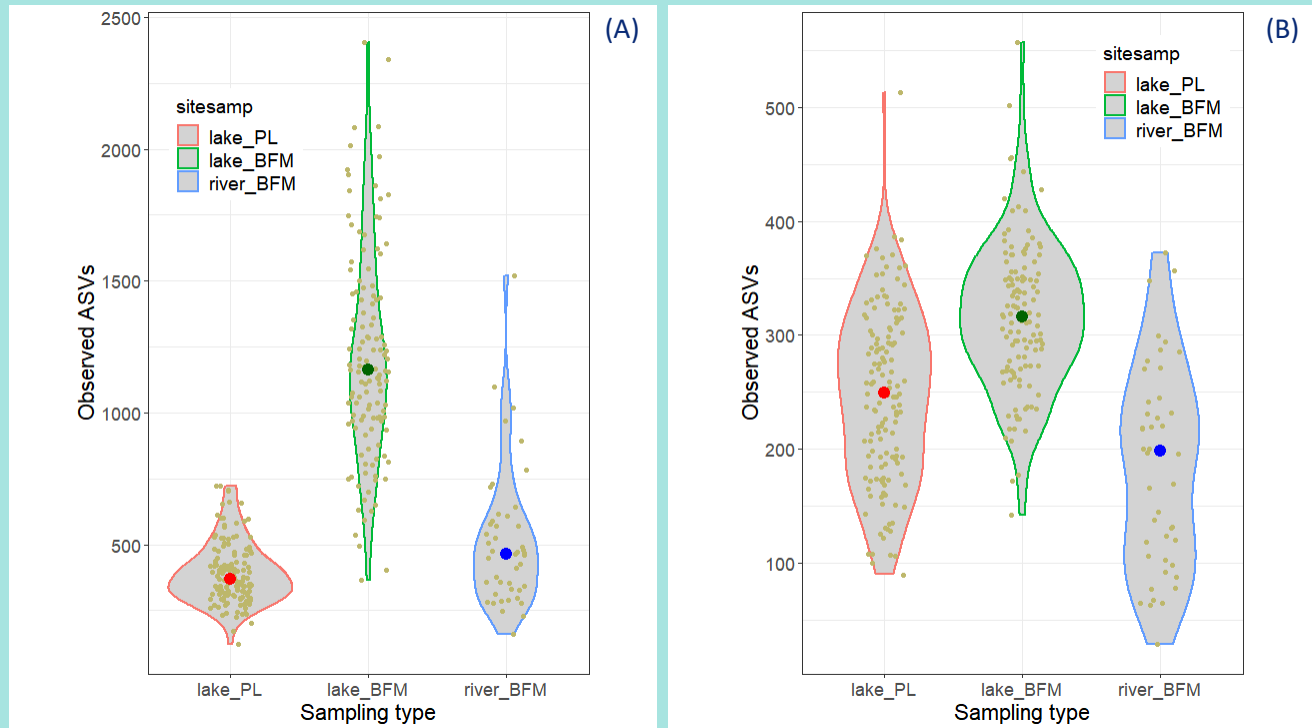 (A)
Observed ASVs
2500
2000
1500
1000
500
sitesamp
lake_PL
lake_BFM
river_BFM
lake_PL lake_BFM river_BFM
Sampling type
(B)
Observed ASVs
500
400
300
200
100
sitesamp
lake_PL
lake_BFM
river_BFM
lake_PL lake_BFM river_BFM
Sampling type